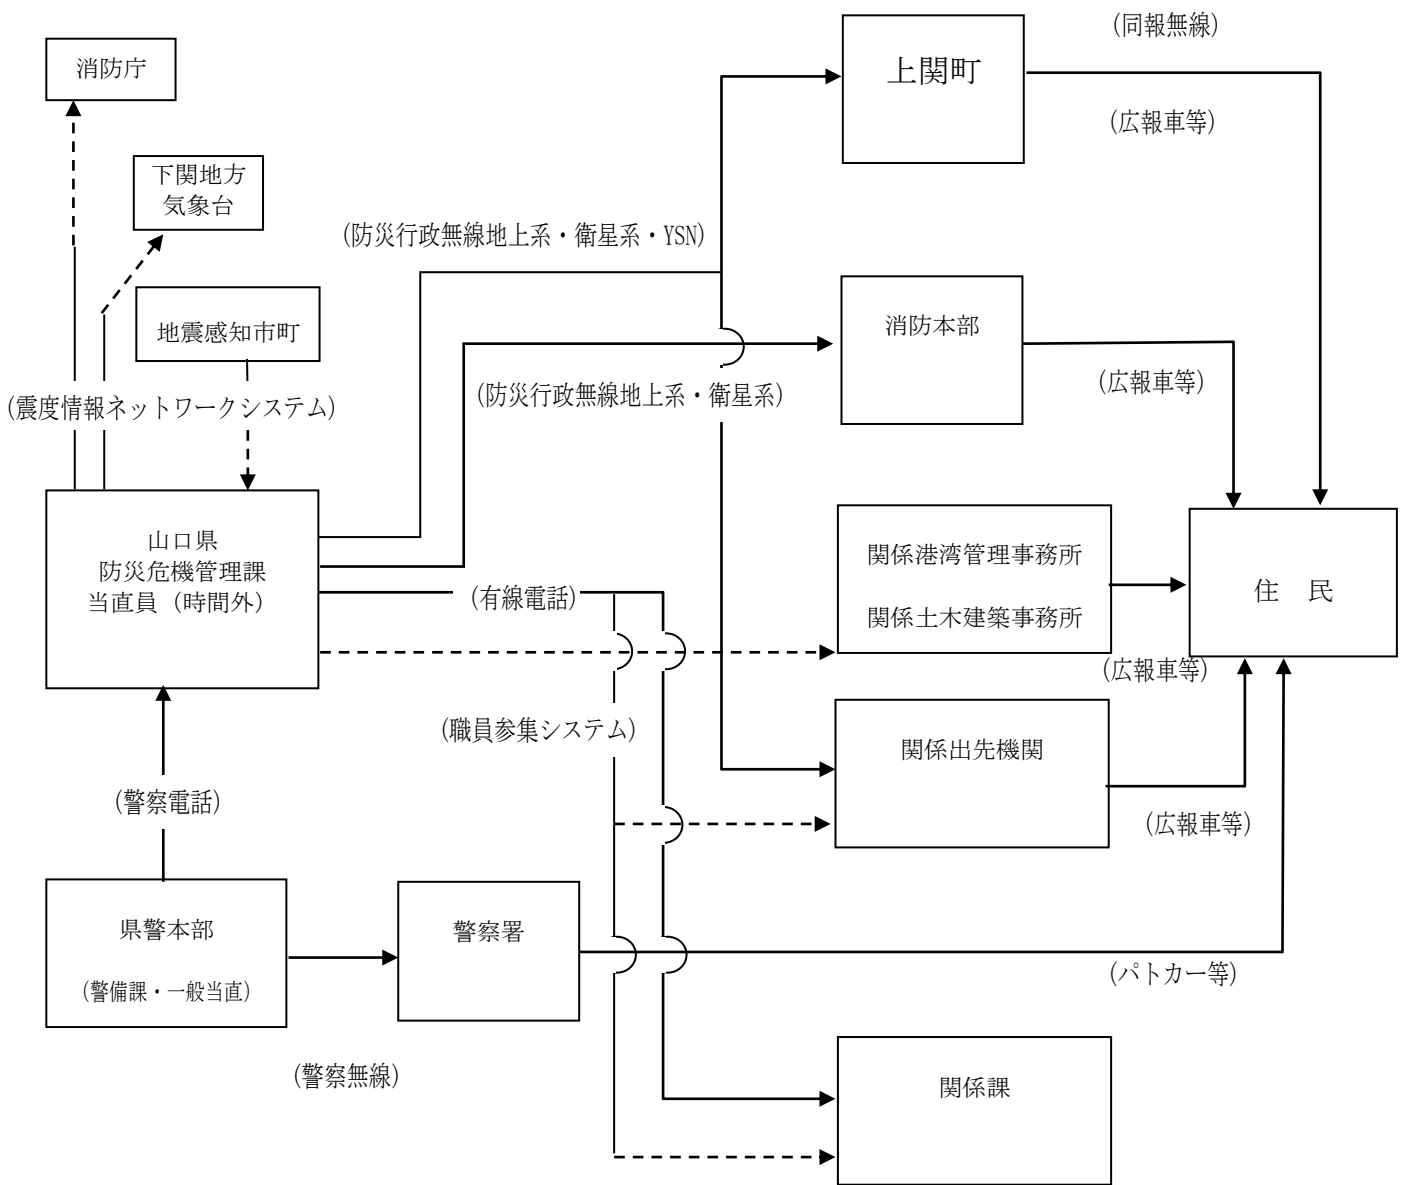 (同報無線)
上関町
消防庁
(広報車等)
下関地方
気象台
(防災行政無線地上系・衛星系・YSN)
地震感知市町
消防本部
(広報車等)
(防災行政無線地上系・衛星系)
(震度情報ネットワークシステム)
山口県
防災危機管理課
当直員（時間外）
(有線電話)
関係港湾管理事務所
関係土木建築事務所
住　民
(広報車等)
(職員参集システム)
関係出先機関
(警察電話)
(広報車等)
県警本部
(警備課・一般当直)
警察署
(パトカー等)
(警察無線)
関係課